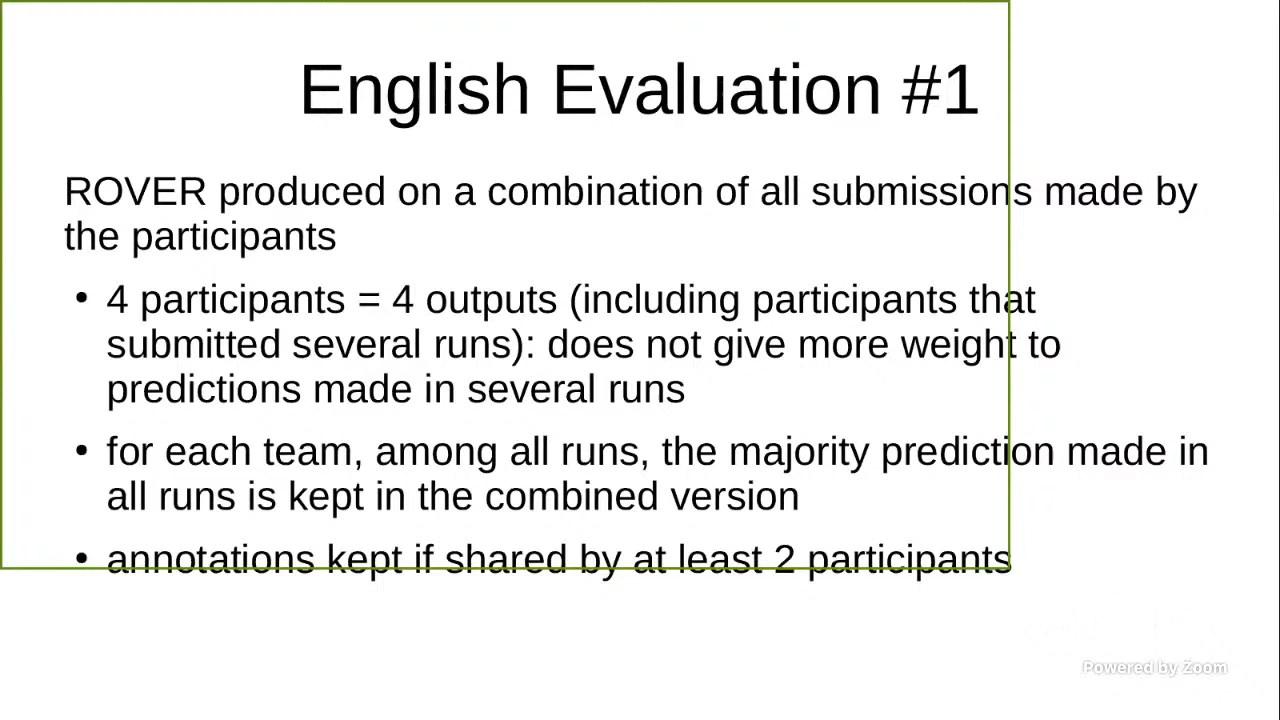 English Evaluation #1
ROVER produced on a combination of all submissions made by
the participants
• 4 participants = 4 outputs (including participants that
submitted several runs): does not give more weight to
predictions made in several runs
• for each team, among all runs, the majority prediction made in
all runs is kept in the combined version
• annotations kept if shared by at least 2 participants
Powered by Zoom